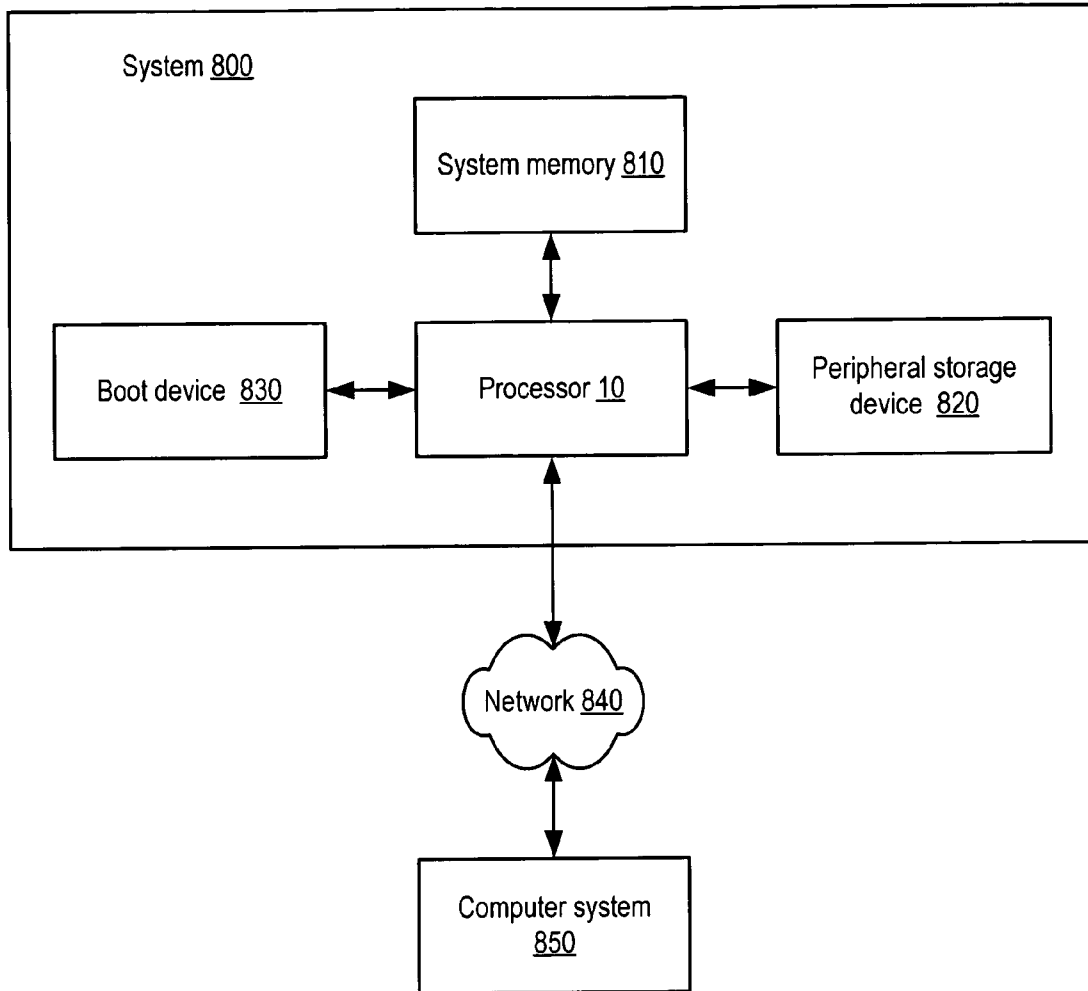 System 800
System memory 810
Boot device 830
Processor 10
Peripheral storage
device 820
Network 840
Computer system
850